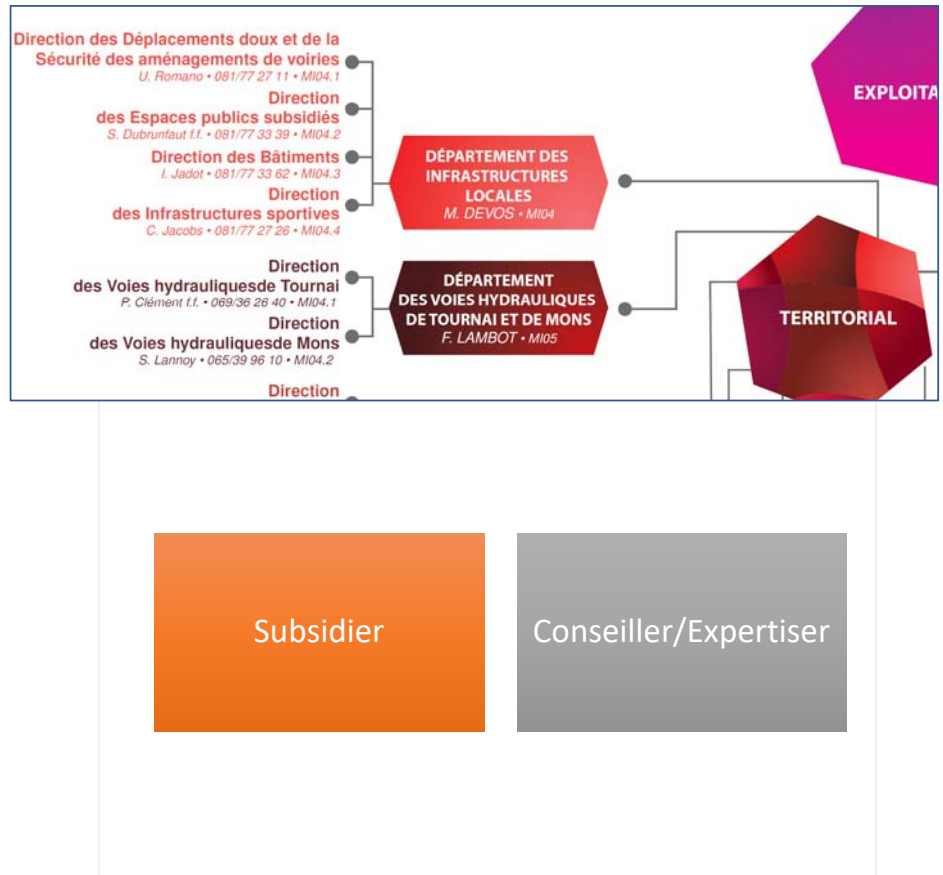 Direction des Déplacements doux et de la
Sécurité des aménagements de voiries
U. Romano • 081/77 27 11 • MI04.1
Direction
des Espaces publics subsidiés
S. Dubrunfaut f.f. • 081/77 33 39 • MI04.2
Direction des Bâtiments
I. Jadot • 081/77 33 62 • MI04.3
Direction
des Infrastructures sportives
C. Jacobs • 081/77 27 26 • MI04.4
DÉPARTEMENT DES
INFRASTRUCTURES
LOCALES
M. DEVOS • MI04
EXPLOITA
Direction
des Voies hydrauliquesde Tournai
P. Clément f.f. • 069/36 26 40 • MI04.1
Direction
des Voies hydrauliquesde Mons
S. Lannoy • 065/39 96 10 • MI04.2
Direction
DÉPARTEMENT
DES VOIES HYDRAULIQUES
DE TOURNAI ET DE MONS
F. LAMBOT • MI05
TERRITORIAL
Subsidier
Conseiller/Expertiser